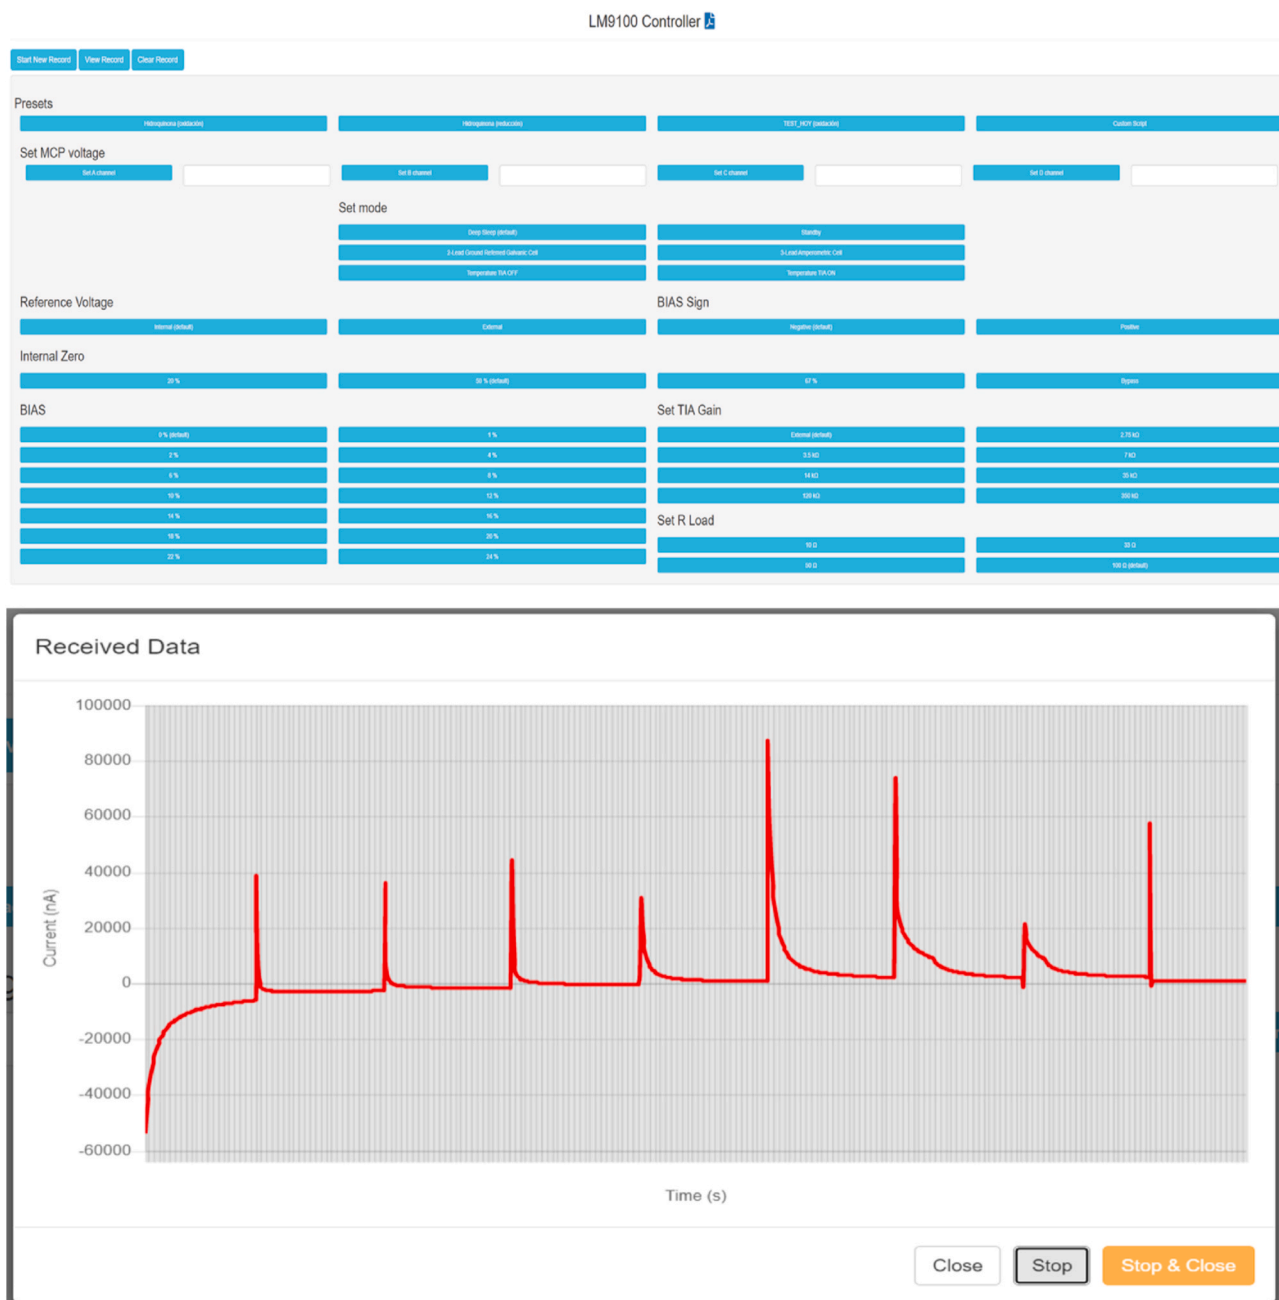 LM9100 Controller
Start New Record View Record Clear Record
Presets
Hidroquinona (oxidación) Hidroquinona (reducción) TEST_HOY (oxidación) Custom Script
Set MCP voltage
Set A channel Set B channel Set C channel Set D channel
Set mode
Deep Sleep (default) Standby
2-Lead Ground Referred Galvanic Cell 3-Lead Amperometric Cell
Temperature TIA OFF Temperature TIA ON
Reference Voltage BIAS Sign
Internal (default) External Negative (default) Positive
Internal Zero
20 % 50 % (default) 67 % Bypass
BIAS Set TIA Gain
0 % (default) 1 % External (default) 2.75 kΩ
2 % 4 % 3.5 kΩ 7 kΩ
6 % 8 % 14 kΩ 35 kΩ
10 % 12 % 120 kΩ 350 kΩ
14 % 16 % Set R Load
18 % 20 % 10 Ω 33 Ω
22 % 24 % 50 Ω 100 Ω (default)
Received Data
100000
80000
60000
40000
20000
0
-20000
-40000
-60000
Current (nA)
Time (s)
Close Stop Stop & Close